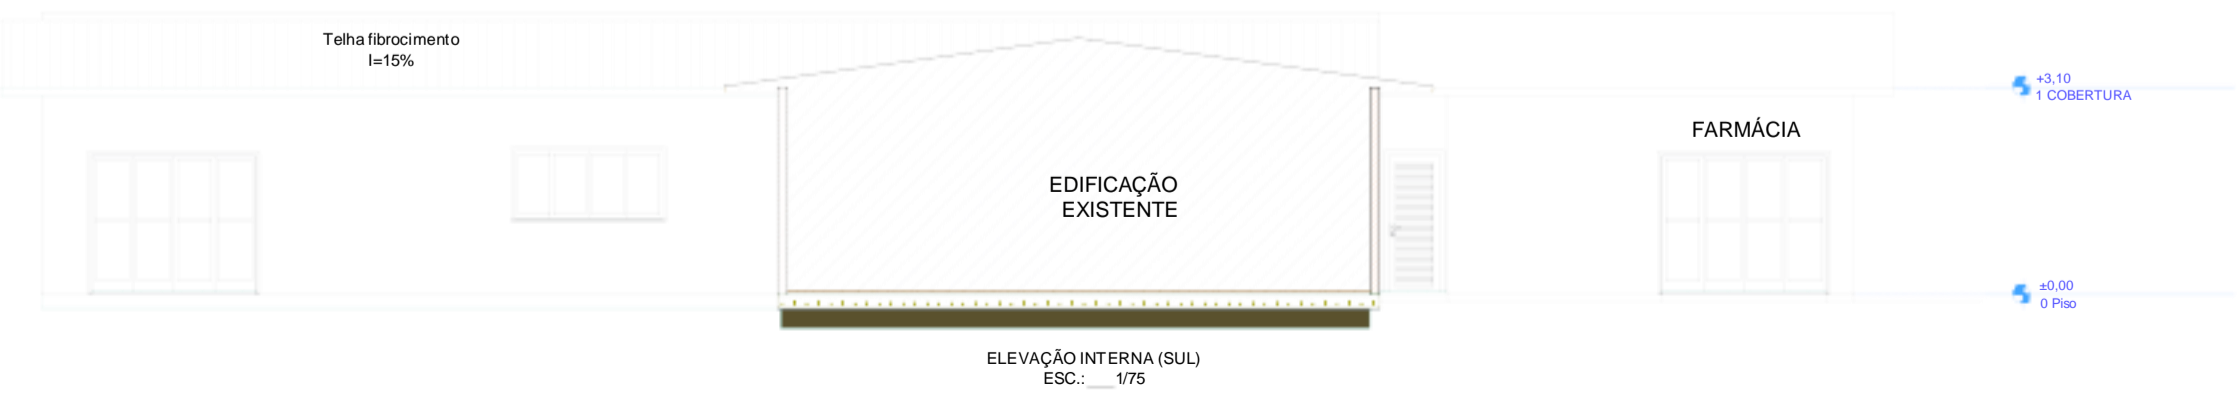 Telha fibrocimento
I=15%
+3,10
1 COBERTURA
FARMÁCIA
EDIFICAÇÃO
EXISTENTE
±0,00
0 Piso
ELEVAÇÃO INTERNA (SUL)
ESC.: ___1/75